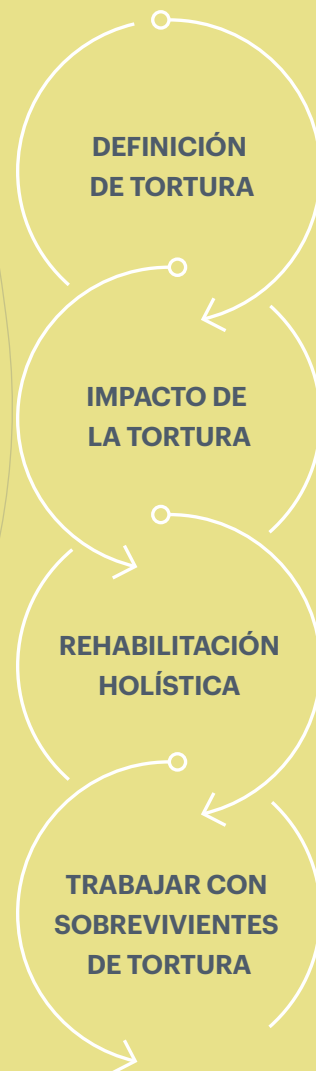 DEFINICIÓN
DE TORTURA
IMPACTO DE
LA TORTURA
REHABILITACIÓN
HOLÍSTICA
TRABAJAR CON
SOBREVIVIENTES
DE TORTURA